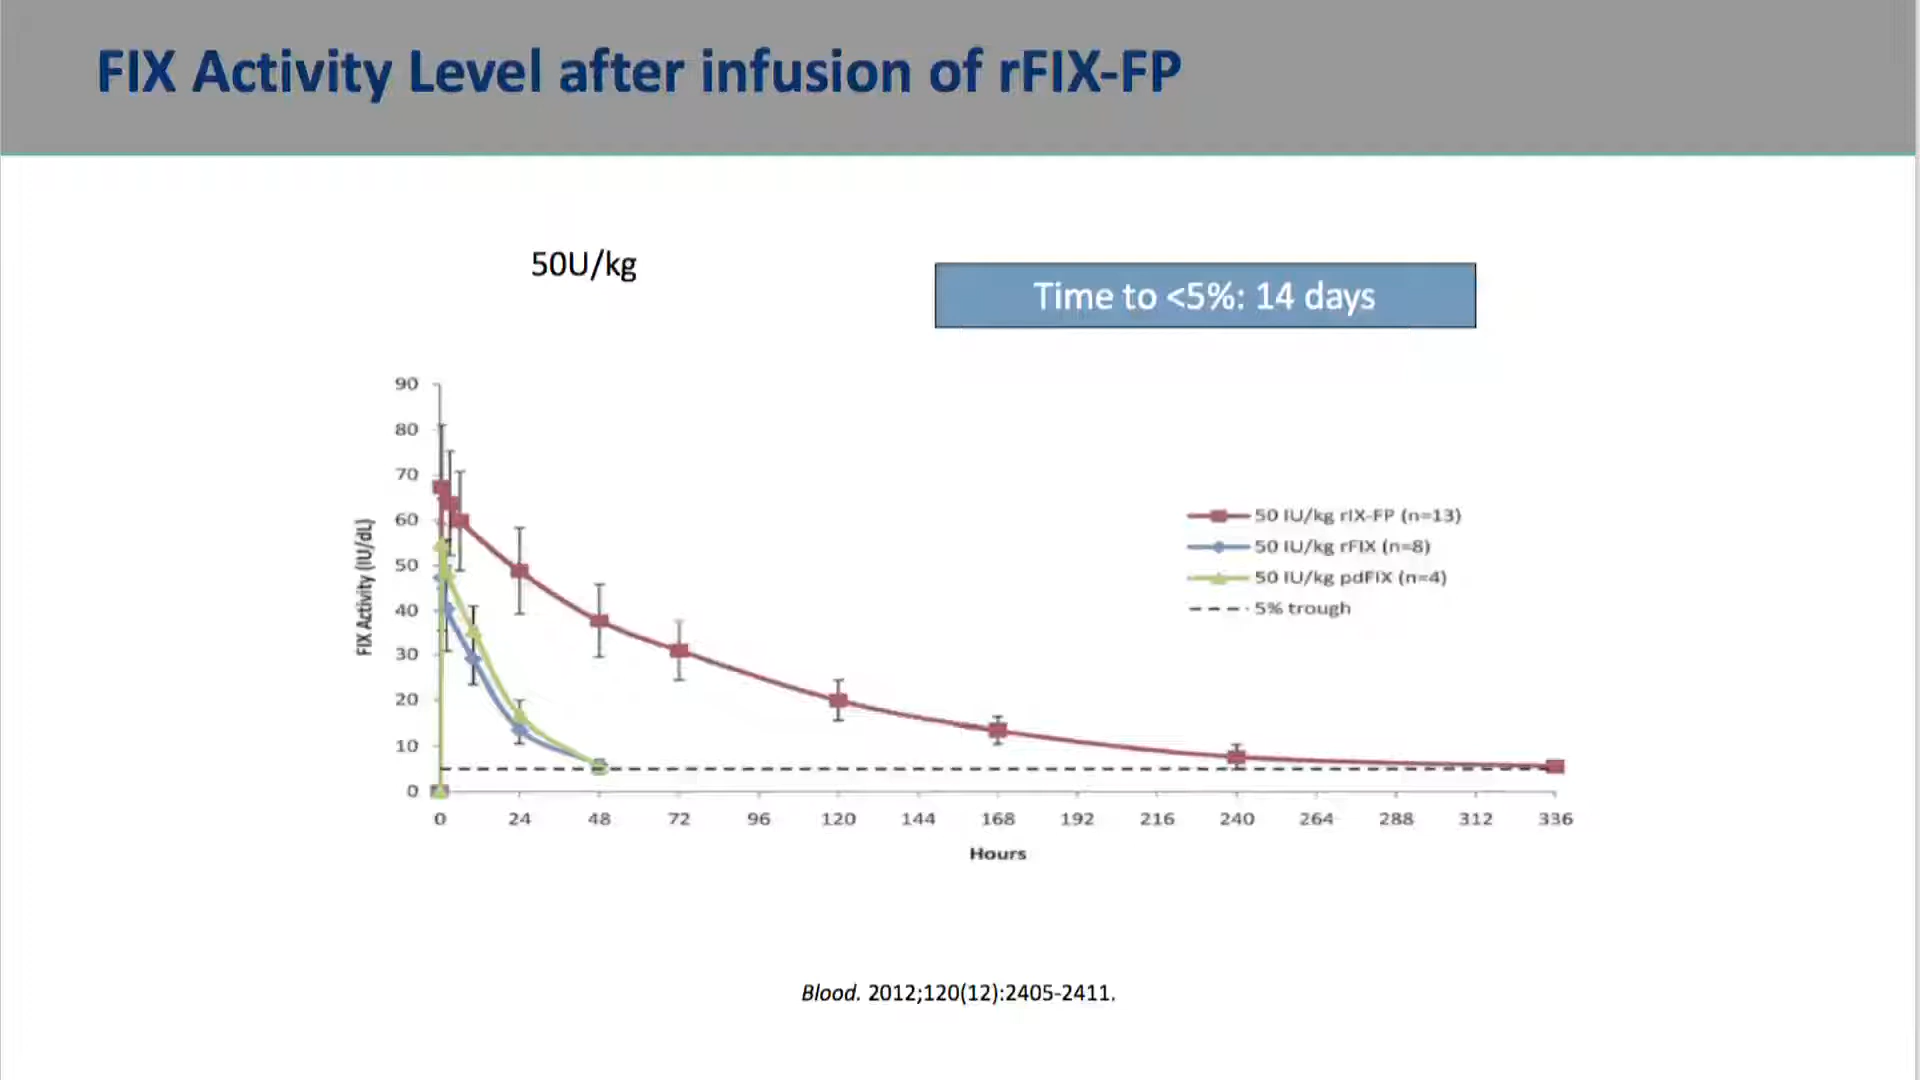 FIX Activity Level after infusion of rFIX-FP
50U/kg
Time to <5%: 14 days
90
80
70
60
50
40
30
20
10
0
FIX Activity (IU/dL)
50 IU/kg rIX-FP (n=13)
50 IU/kg rFIX (n=8)
50 IU/kg pdFIX (n=4)
5% trough
0 24 48 72 96 120 144 168 192 216 240 264 288 312 336
Hours
Blood. 2012;120(12):2405-2411.